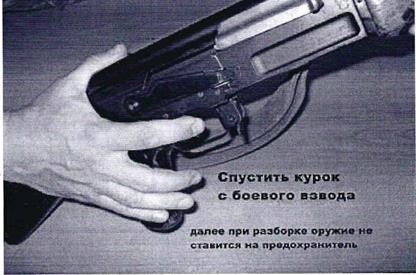 Спустить курок
с боевого взвода
далее при разборке оружие не
ставится на предохранитель